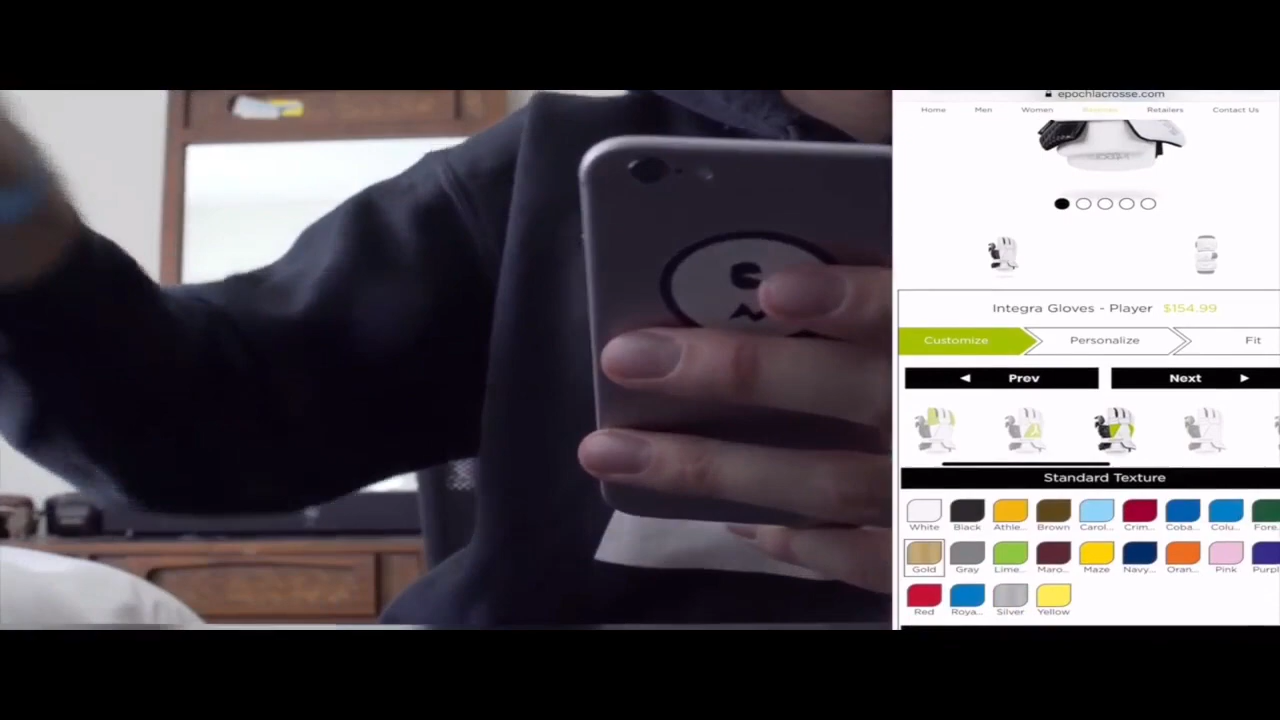 epochlacrosse.com
Home Men Women Retailers Contact Us
Integra Gloves - Player $154.99
Customize Personalize Fit
Prev Next
Standard Texture
White Black Athle... Brown Carol... Crim... Coba... Colu... Fore
Gold Gray Lime... Maro... Maze Navy... Oran... Pink Purpl
Red Roya... Silver Yellow